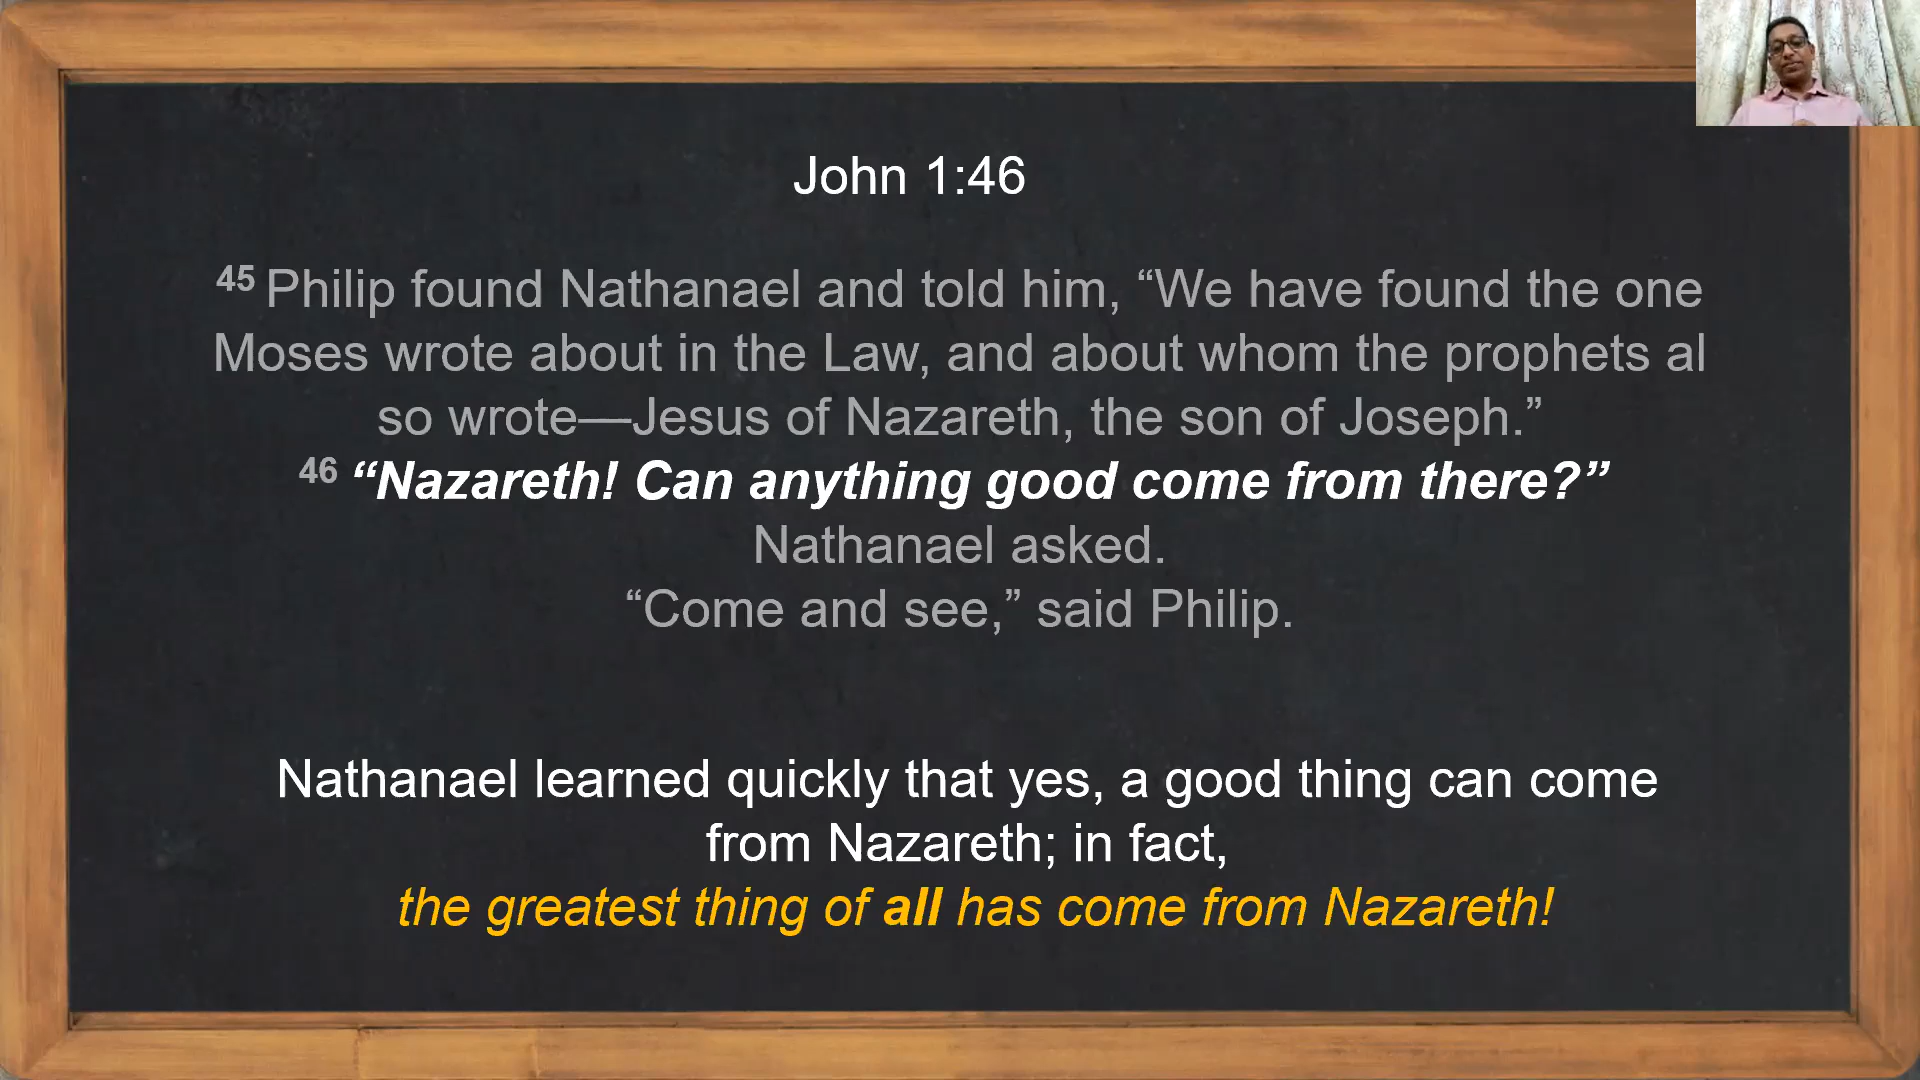 John 1:46
45 Philip found Nathanael and told him, “We have found the one
Moses wrote about in the Law, and about whom the prophets al
so wrote—Jesus of Nazareth, the son of Joseph.”
46 “Nazareth! Can anything good come from there?”
Nathanael asked.
“Come and see,” said Philip.
Nathanael learned quickly that yes, a good thing can come
from Nazareth; in fact,
the greatest thing of all has come from Nazareth!